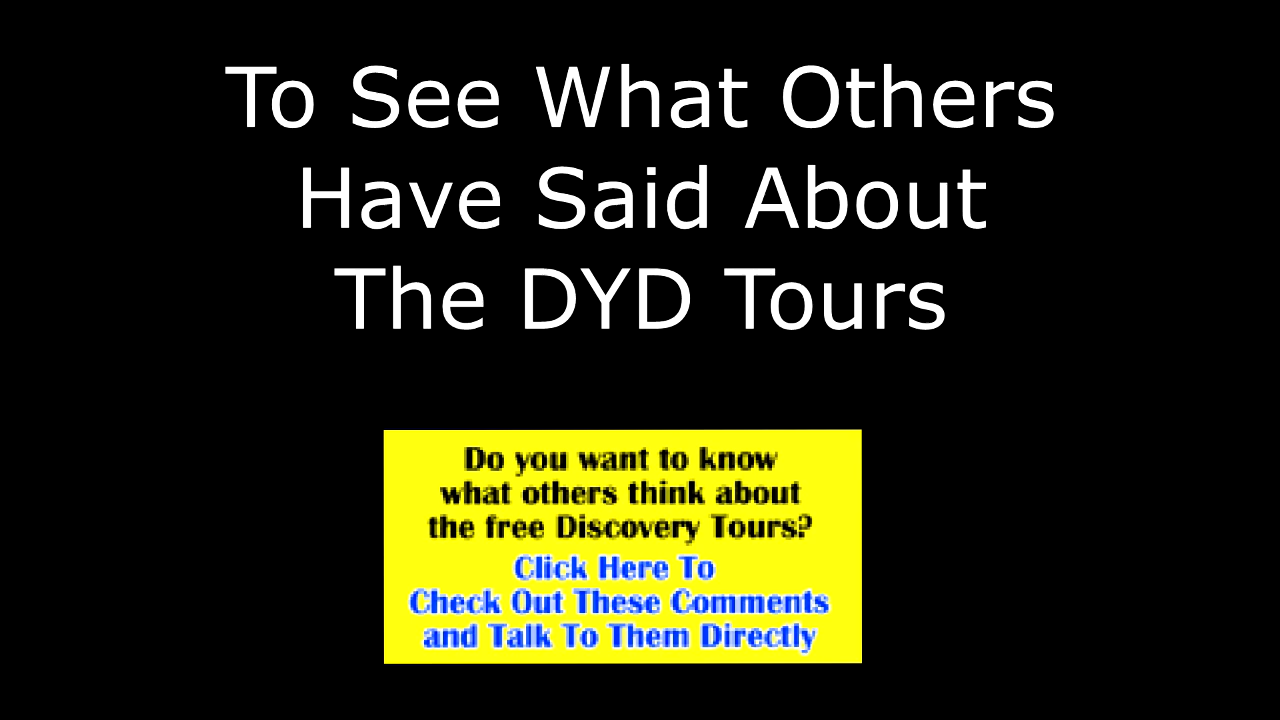 To See What Others
Have Said About
The DYD Tours
Do you want to know
what others think about
the free Discovery Tours?
Click Here To
Check Out These Comments
and Talk To Them Directly